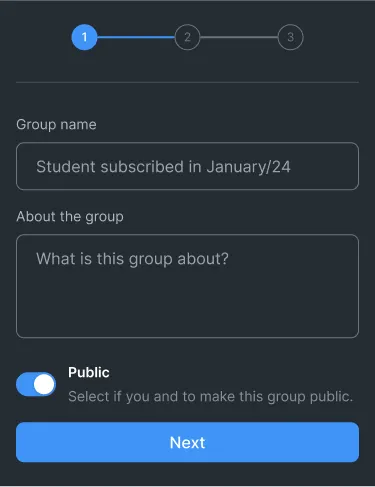 1 2 3
Group name
Student subscribed in January/24
About the group
What is this group about?
Public
Select if you and to make this group public.
Next